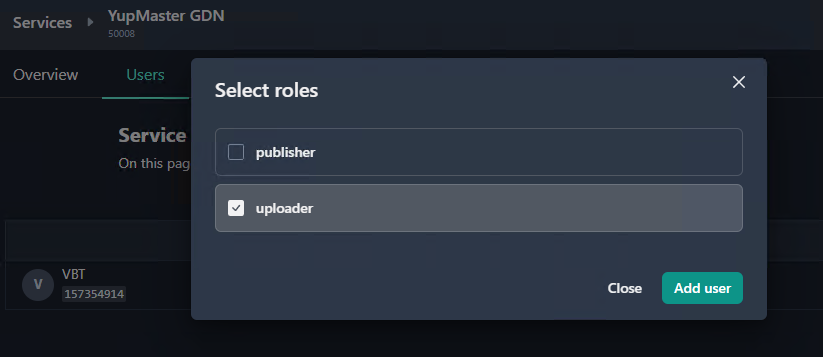 Services
YupMaster GDN
50008
Overview
Users
Service
On this pag
Select roles
publisher
uploader
V
VBT
157354914
Close
Add user